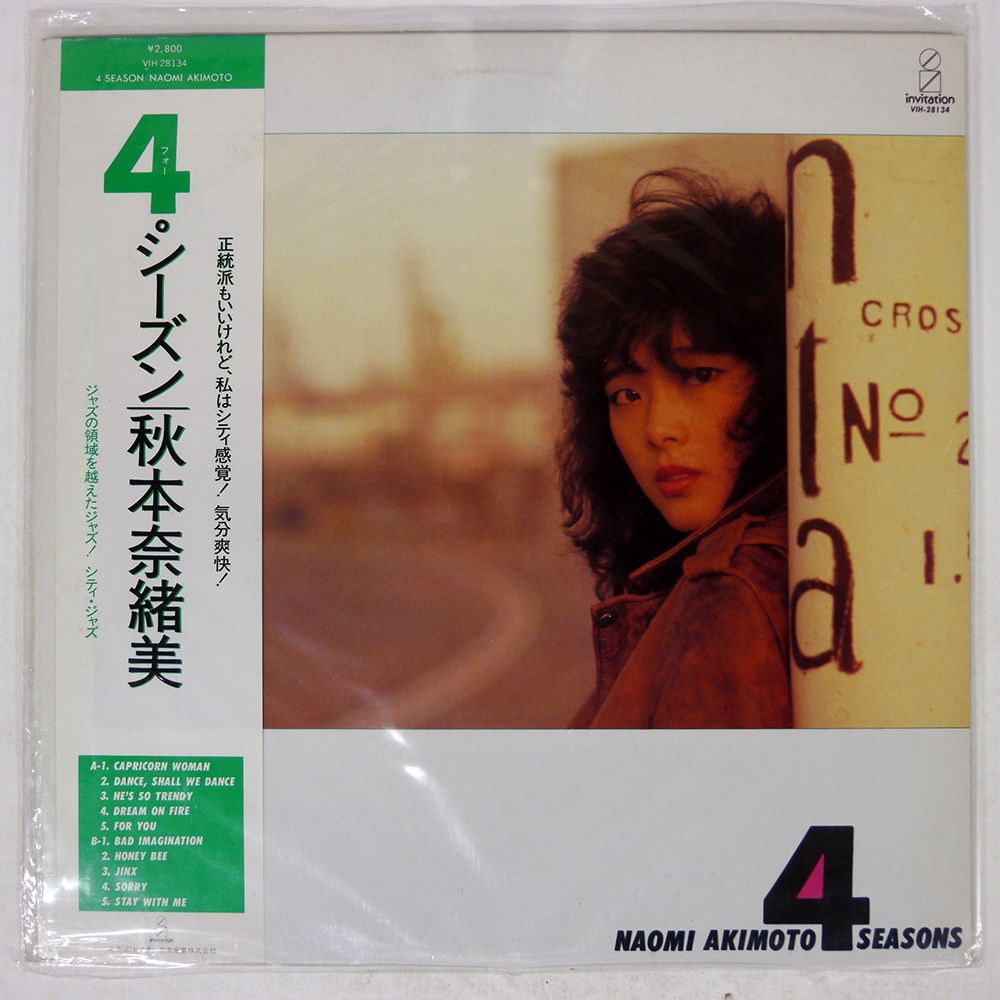 ¥2,800
VIH-28134
4 SEASON/NAOMI AKIMOTO
4
フォー
シーズン
秋本奈緒美
正統派もいいけれど、私はシティ感覚! 気分爽快!
ジャズの領域を越えたジャズ! シティ・ジャズ
A-1. CAPRICORN WOMAN
2. DANCE, SHALL WE DANCE
3. HE'S SO TRENDY
4. DREAM ON FIRE
5. FOR YOU
B-1. BAD IMAGINATION
2. HONEY BEE
3. JINX
4. SORRY
5. STAY WITH ME
invitation
invitation
VIH-28134
n
t
a
CROS
No 2
1.
NAOMI AKIMOTO 4 SEASONS